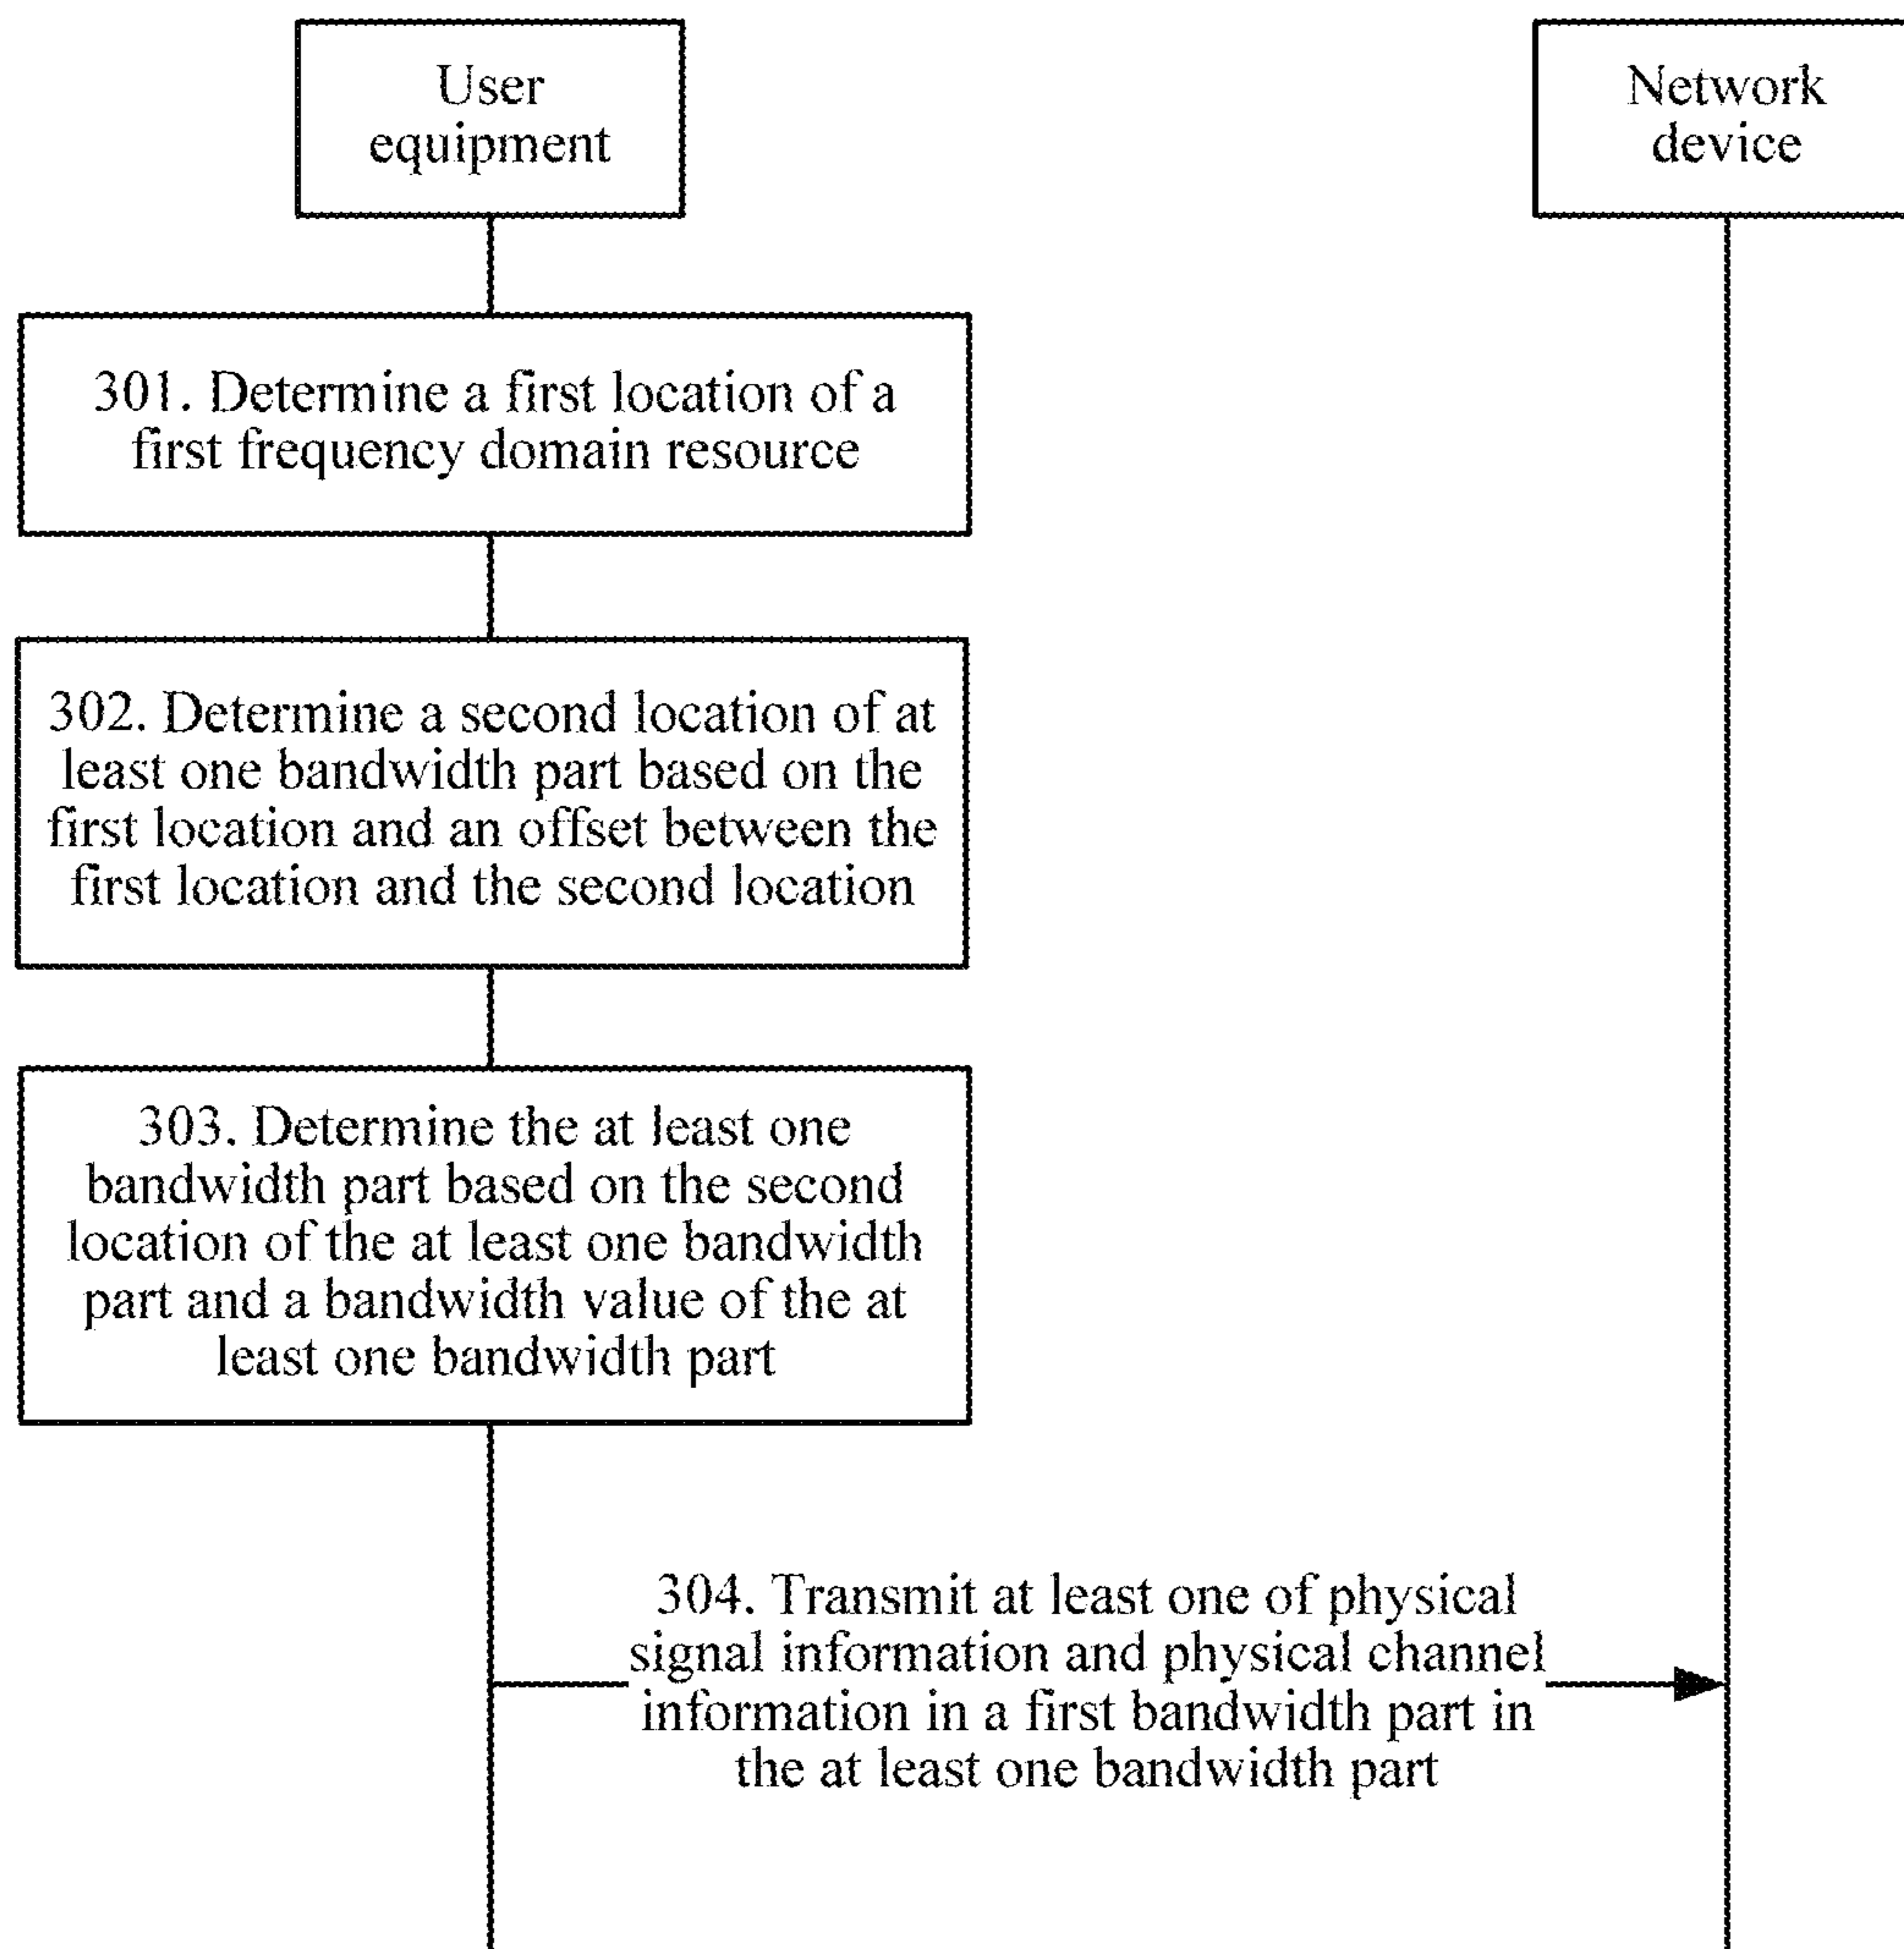 User
equipment
Network
device
301. Determine a first location of a
first frequency domain resource
302. Determine a second location of at
least one bandwidth part based on the
first location and an offset between the
first location and the second location
303. Determine the at least one
bandwidth part based on the second
location of the at least one bandwidth
part and a bandwidth value of the at
least one bandwidth part
304. Transmit at least one of physical
signal information and physical channel
information in a first bandwidth part in
the at least one bandwidth part